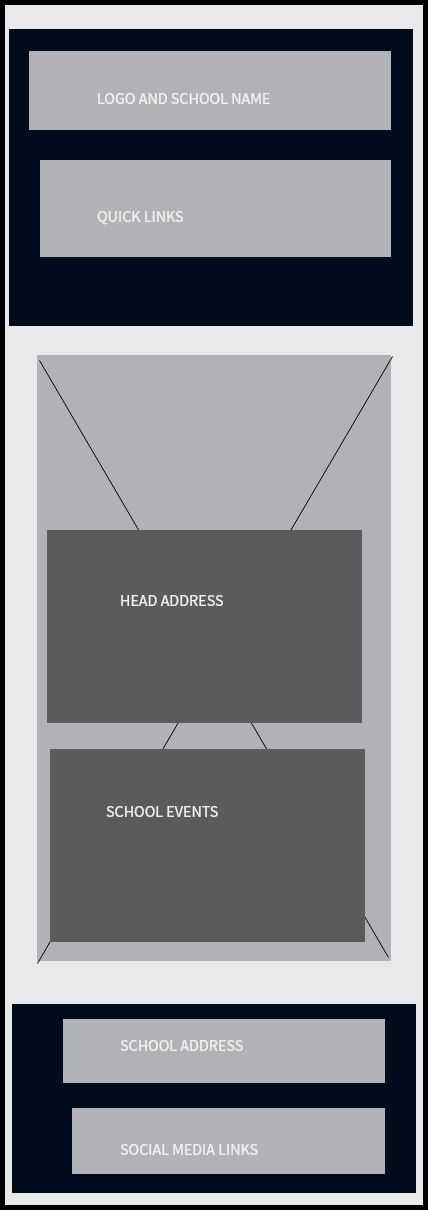 LOGO AND SCHOOL NAME
QUICK LINKS
HEAD ADDRESS
SCHOOL EVENTS
SCHOOL ADDRESS
SOCIAL MEDIA LINKS